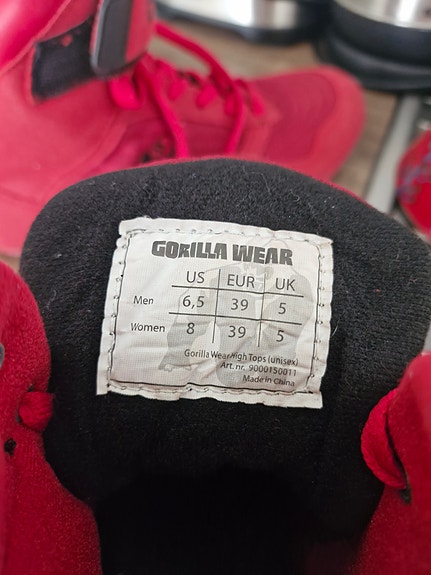 GORILLA WEAR
US EUR UK
Men 6,5 39 5
Women 8 39 5
Gorilla Wear High Tops (unisex)
Art. nr. 9000150011
Made in China